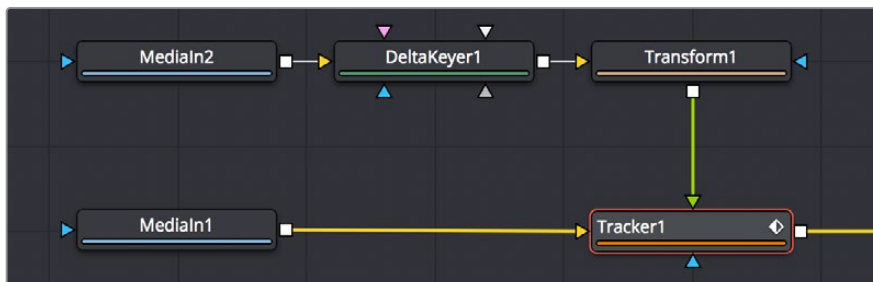 MediaIn2
DeltaKeyer1
Transform1
MediaIn1
Tracker1